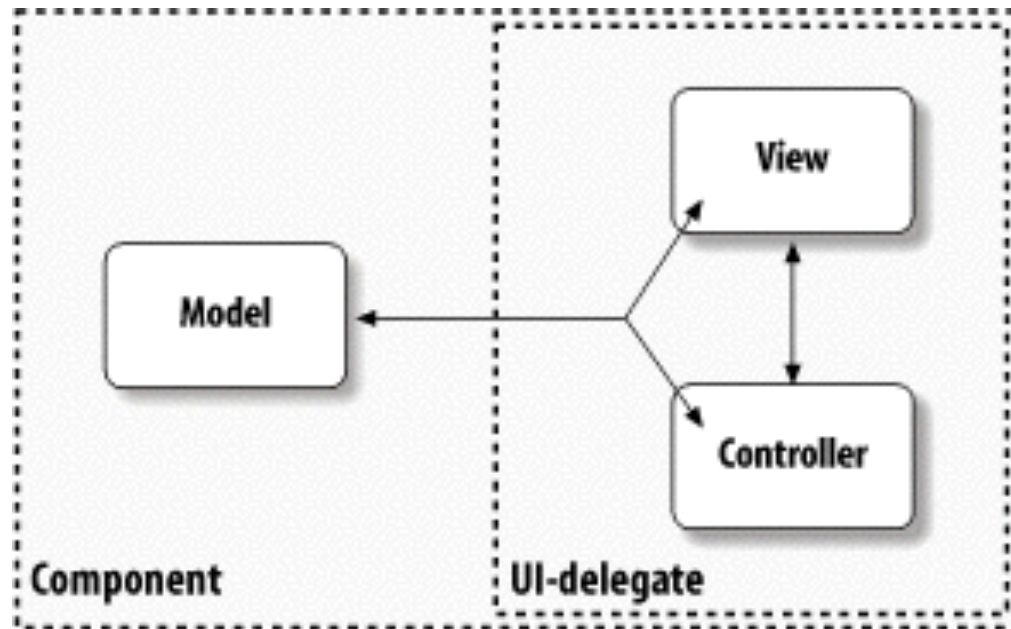 View
Model
Controller
Component
UI-delegate